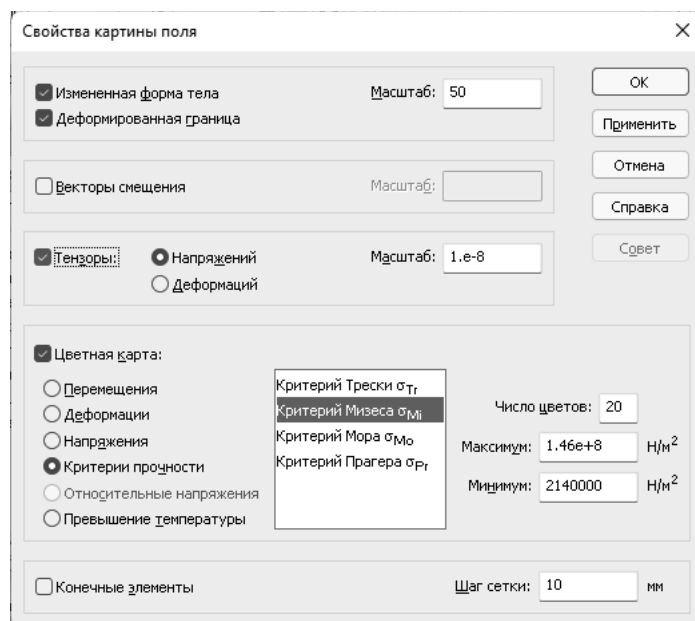 Свойства картины поля
Измененная форма тела Масштаб: 50 ОК
Деформированная граница Применить
Отмена
Векторы смещения Масштаб: Справка
Тензоры: Напряжений Масштаб: 1.e-8 Совет
Деформаций
Цветная карта:
Перемещения Критерий Трески σTr
Деформации Критерий Мизеса σMi Число цветов: 20
Напряжения Критерий Мора σMo Максимум: 1.46e+8 Н/м²
Критерии прочности Критерий Прагера σPr
Относительные напряжения Минимум: 2140000 Н/м²
Превышение температуры
Конечные элементы Шаг сетки: 10 мм